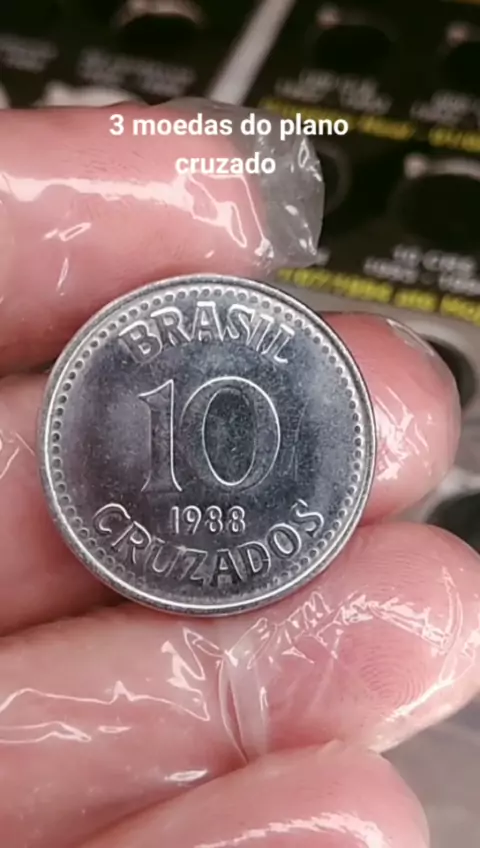 3 moedas do plano
cruzado
BRASIL
10
1988
CRUZADOS